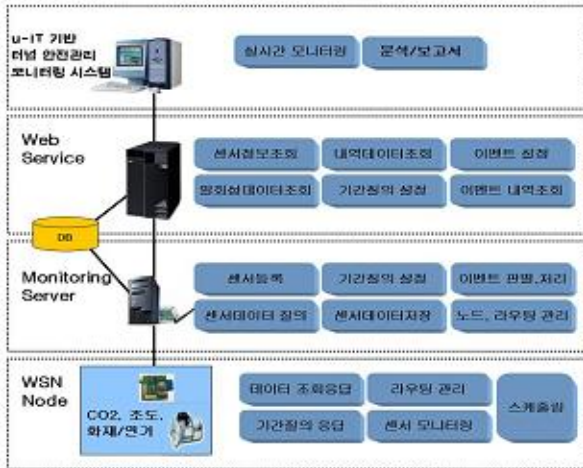 u-IT 기반
터널 안전관리
모니터링 시스템
실시간 모니터링
분석/보고서
Web
Service
센서정보조회
내역데이터조회
이벤트 설정
일회성데이터조회
기간질의 설정
이벤트 내역조회
DB
Monitoring
Server
센서등록
기간질의 설정
이벤트 판별,처리
센서데이터 질의
센서데이터저장
노드, 라우팅 관리
WSN
Node
CO2, 조도,
화재/연기
데이터 조회응답
라우팅 관리
스케줄링
기간질의 응답
센서 모니터링